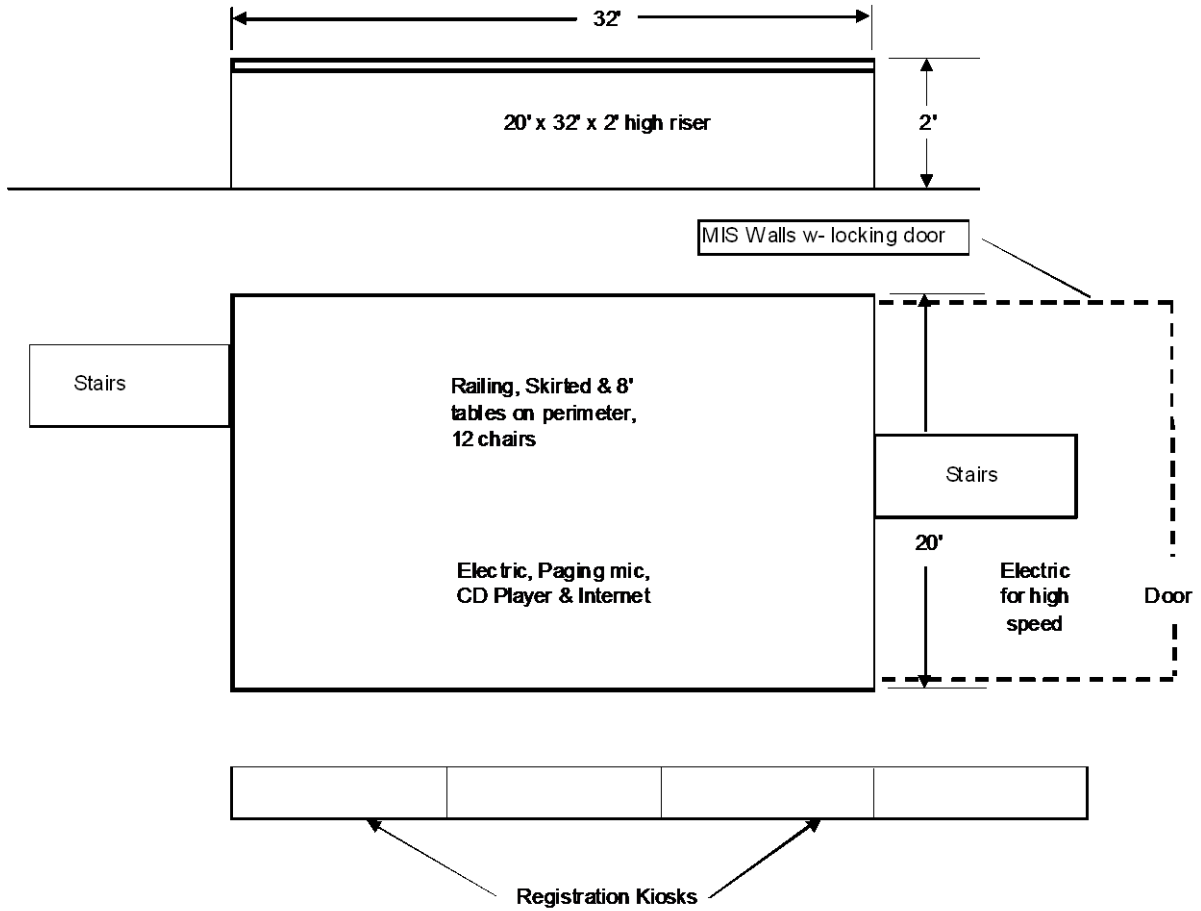 32'
20' x 32' x 2' high riser
2'
MIS Walls w- locking door
Stairs
Railing, Skirted & 8'
tables on perimeter,
12 chairs
Stairs
20'
Electric, Paging mic,
CD Player & Internet
Electric
for high
speed
Door
Registration Kiosks